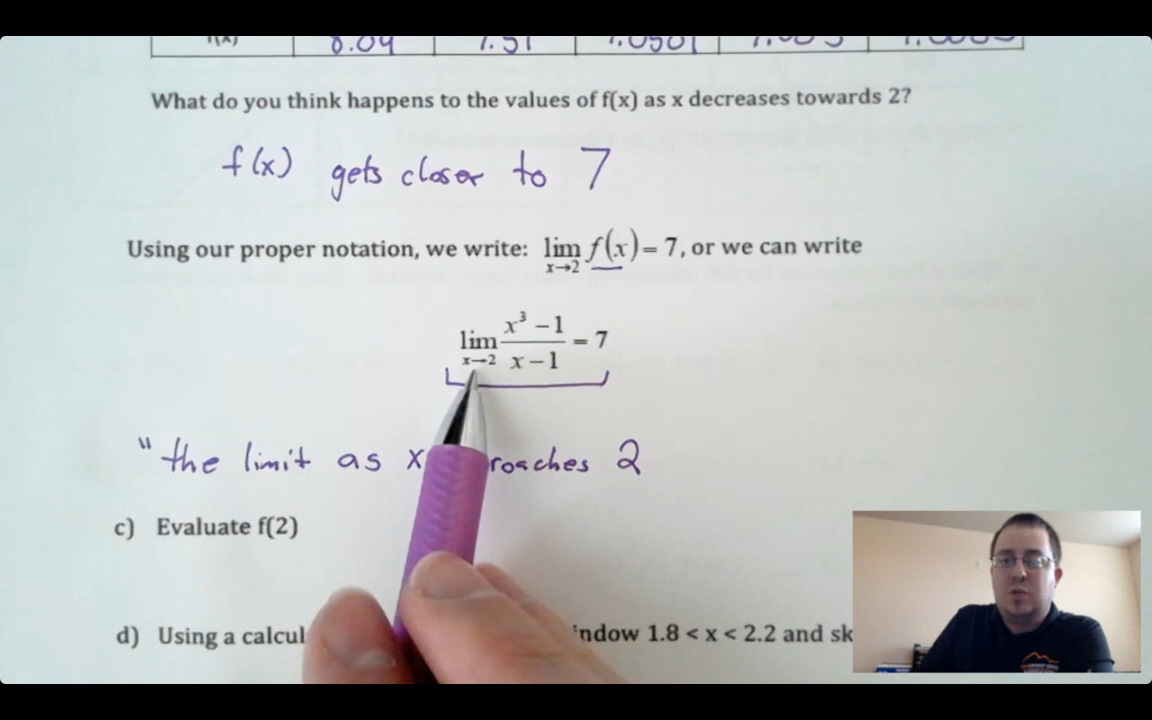 f(x) 8.04
What do you think happens to the values of f(x) as x decreases towards 2?
f(x) gets closer to 7
Using our proper notation, we write: lim x→2 f(x) = 7, or we can write
lim x→2 x³ − 1 / x − 1 = 7
"the limit as x roaches 2
c) Evaluate f(2)
d) Using a calcul indow 1.8 < x < 2.2 and sk